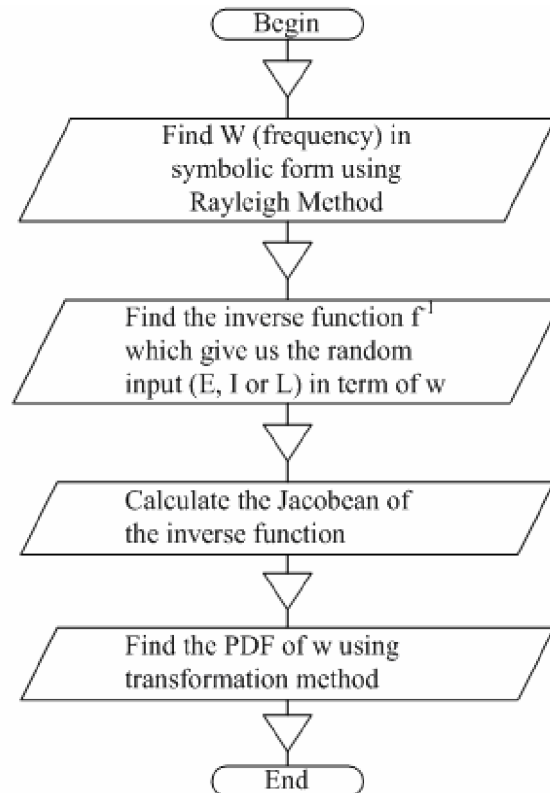 Begin
Find W (frequency) in
symbolic form using
Rayleigh Method
Find the inverse function f⁻¹
which give us the random
input (E, I or L) in term of w
Calculate the Jacobean of
the inverse function
Find the PDF of w using
transformation method
End